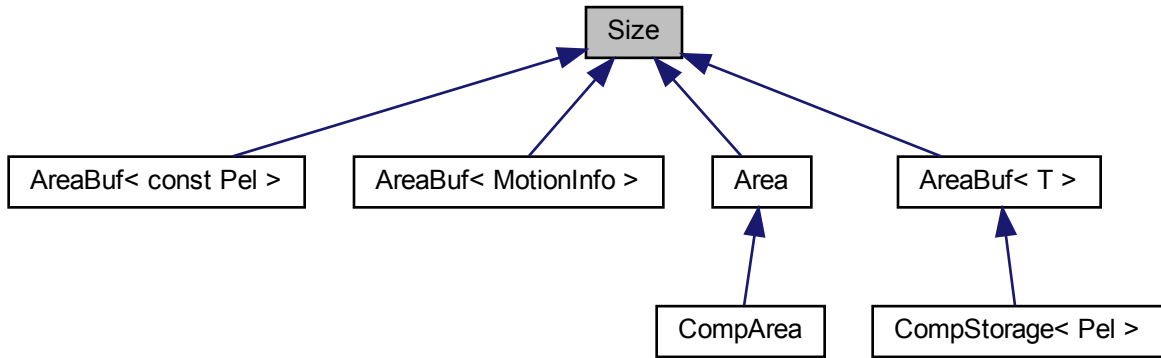 Size
AreaBuf< const Pel >
AreaBuf< MotionInfo >
Area
AreaBuf< T >
CompArea
CompStorage< Pel >